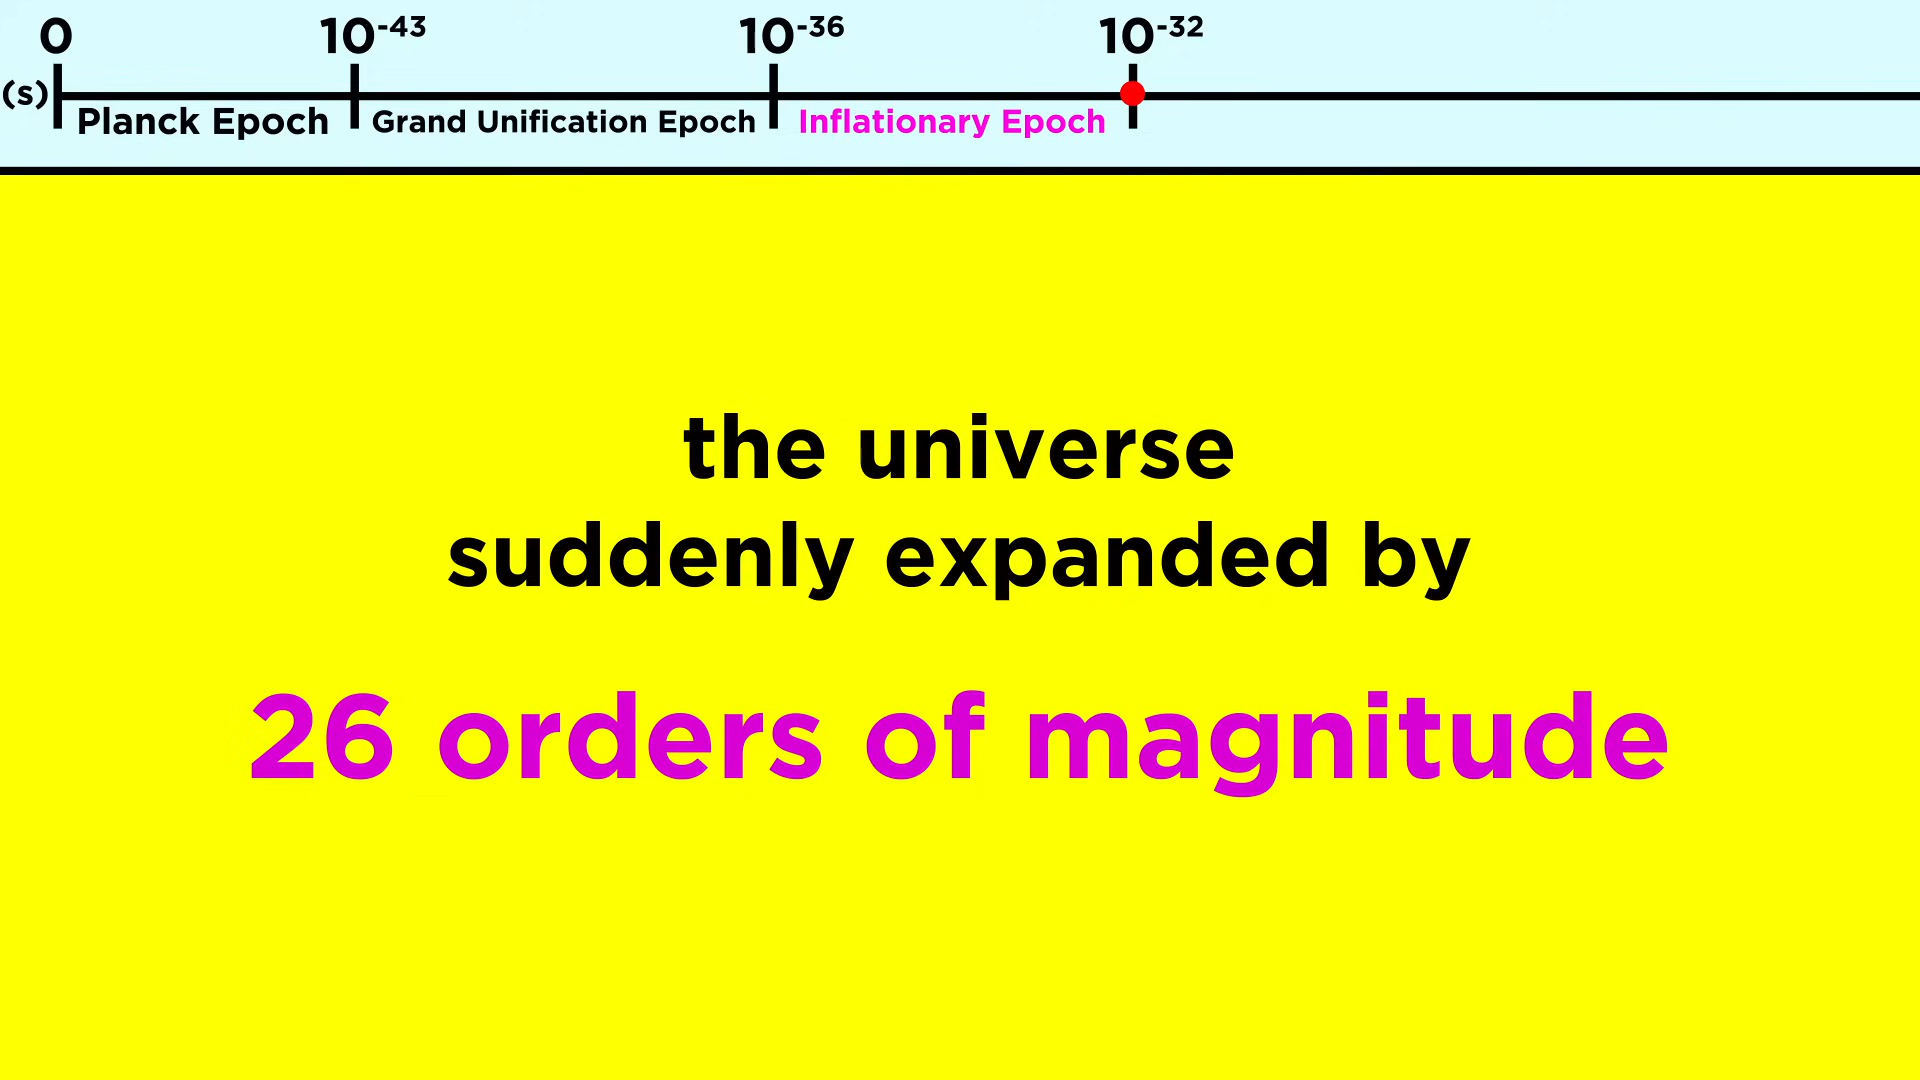 0 10⁻⁴³ 10⁻³⁶ 10⁻³²
(s)
Planck Epoch Grand Unification Epoch Inflationary Epoch
the universe
suddenly expanded by
26 orders of magnitude